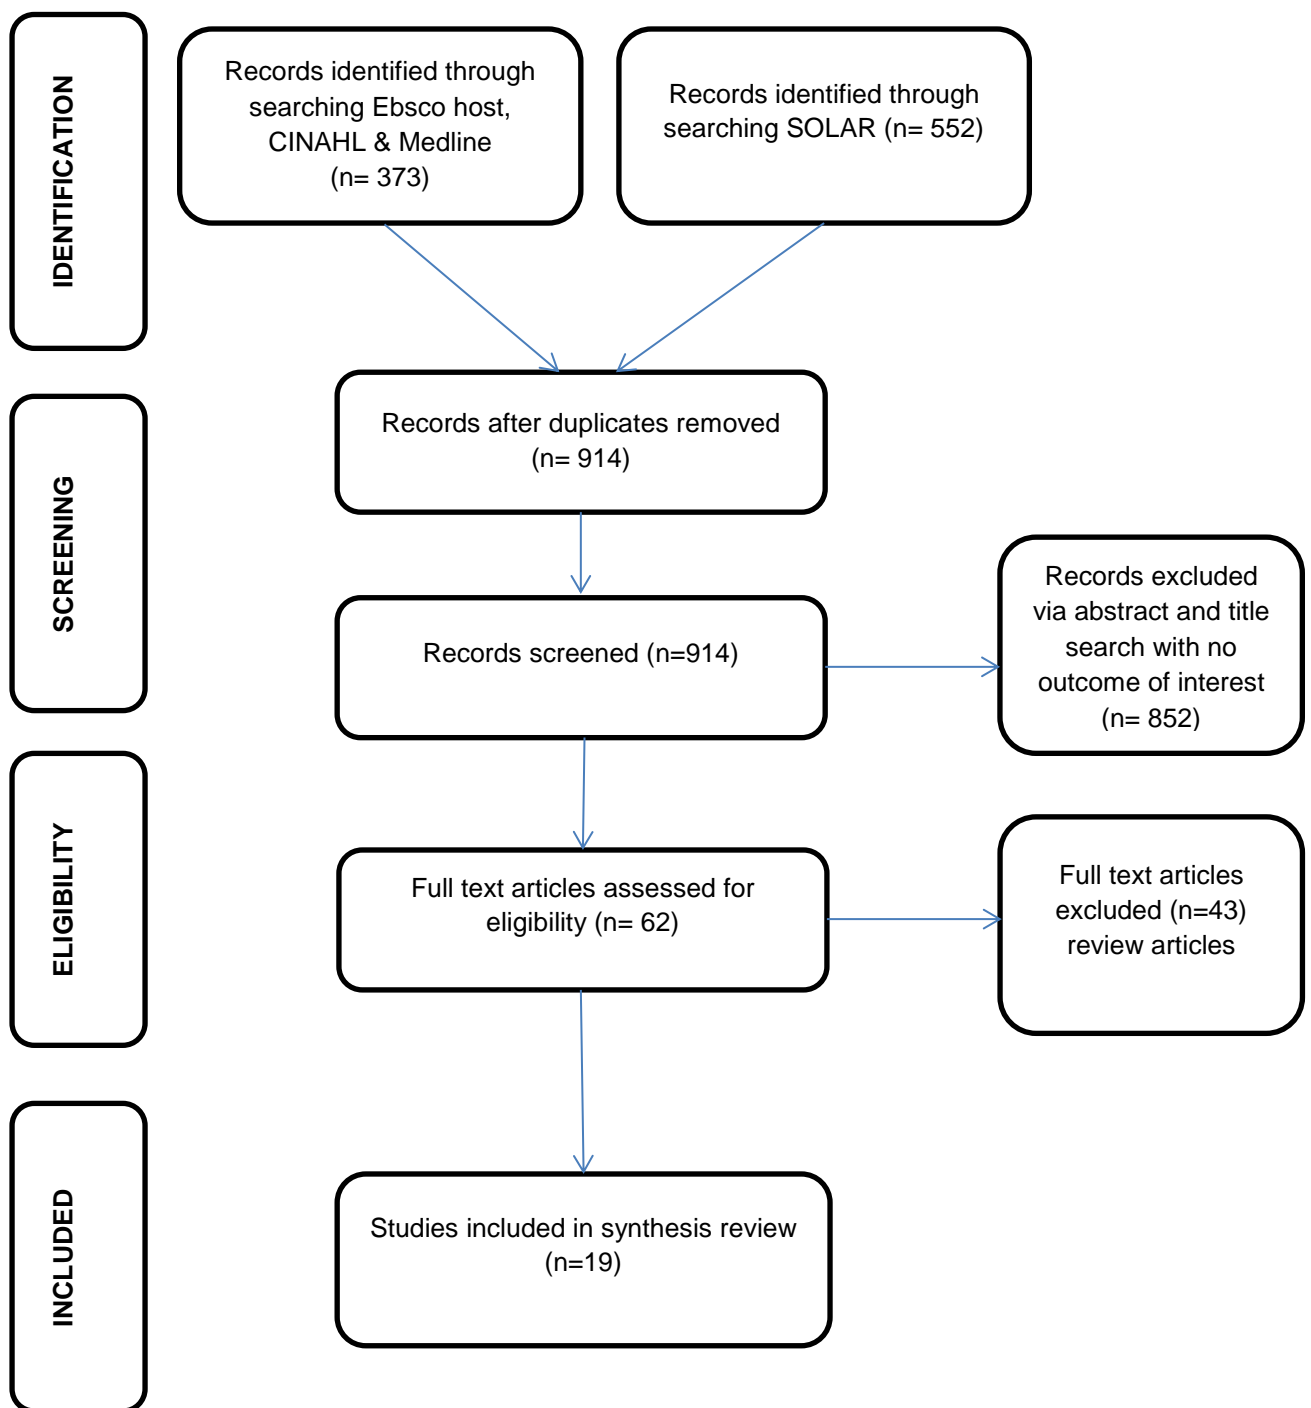 IDENTIFICATION
Records identified through
searching Ebsco host,
CINAHL & Medline
(n= 373)
Records identified through
searching SOLAR (n= 552)
SCREENING
Records after duplicates removed
(n= 914)
Records screened (n=914)
Records excluded
via abstract and title
search with no
outcome of interest
(n= 852)
ELIGIBILITY
Full text articles assessed for
eligibility (n= 62)
Full text articles
excluded (n=43)
review articles
INCLUDED
Studies included in synthesis review
(n=19)